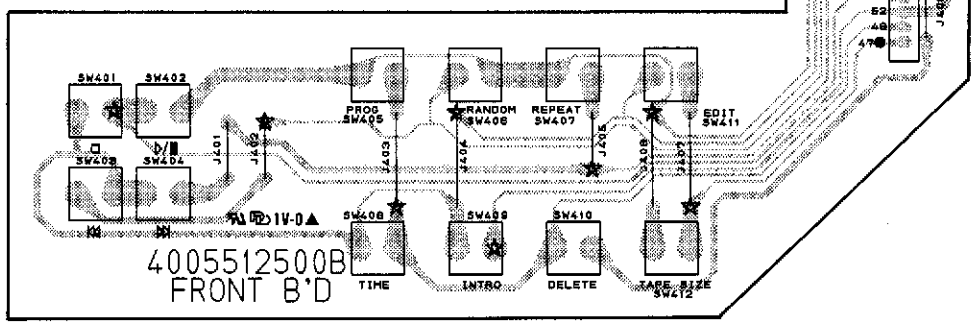 52
48
47
SW401
SW402
PROG
SW405
RANDOM
SW406
REPEAT
SW407
EDIT
SW411
J401
J402
J403
J404
J405
J408
J407
SW403
SW404
1V-0
SW408
SW409
SW410
4005512500B
FRONT B'D
TIME
INTRO
DELETE
TAPE SIZE
SW412